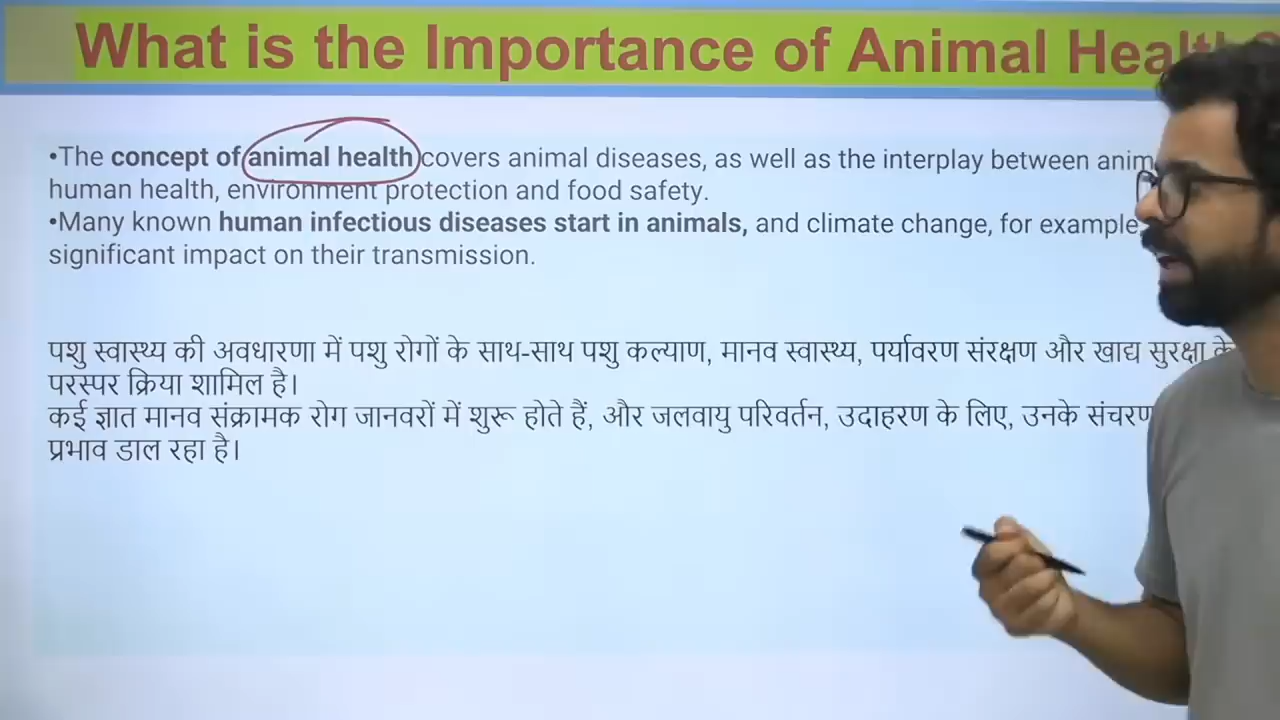 What is the Importance of Animal Health?
•The concept of animal health covers animal diseases, as well as the interplay between
human health, environment protection and food safety.
•Many known human infectious diseases start in animals, and climate change, for example,
significant impact on their transmission.
पशु स्वास्थ्य की अवधारणा में पशु रोगों के साथ-साथ पशु कल्याण, मानव स्वास्थ्य, पर्यावरण संरक्षण और खाद्य सुरक्षा के
परस्पर क्रिया शामिल है।
कई ज्ञात मानव संक्रामक रोग जानवरों में शुरू होते हैं, और जलवायु परिवर्तन, उदाहरण के लिए, उनके संचरण
प्रभाव डाल रहा है।